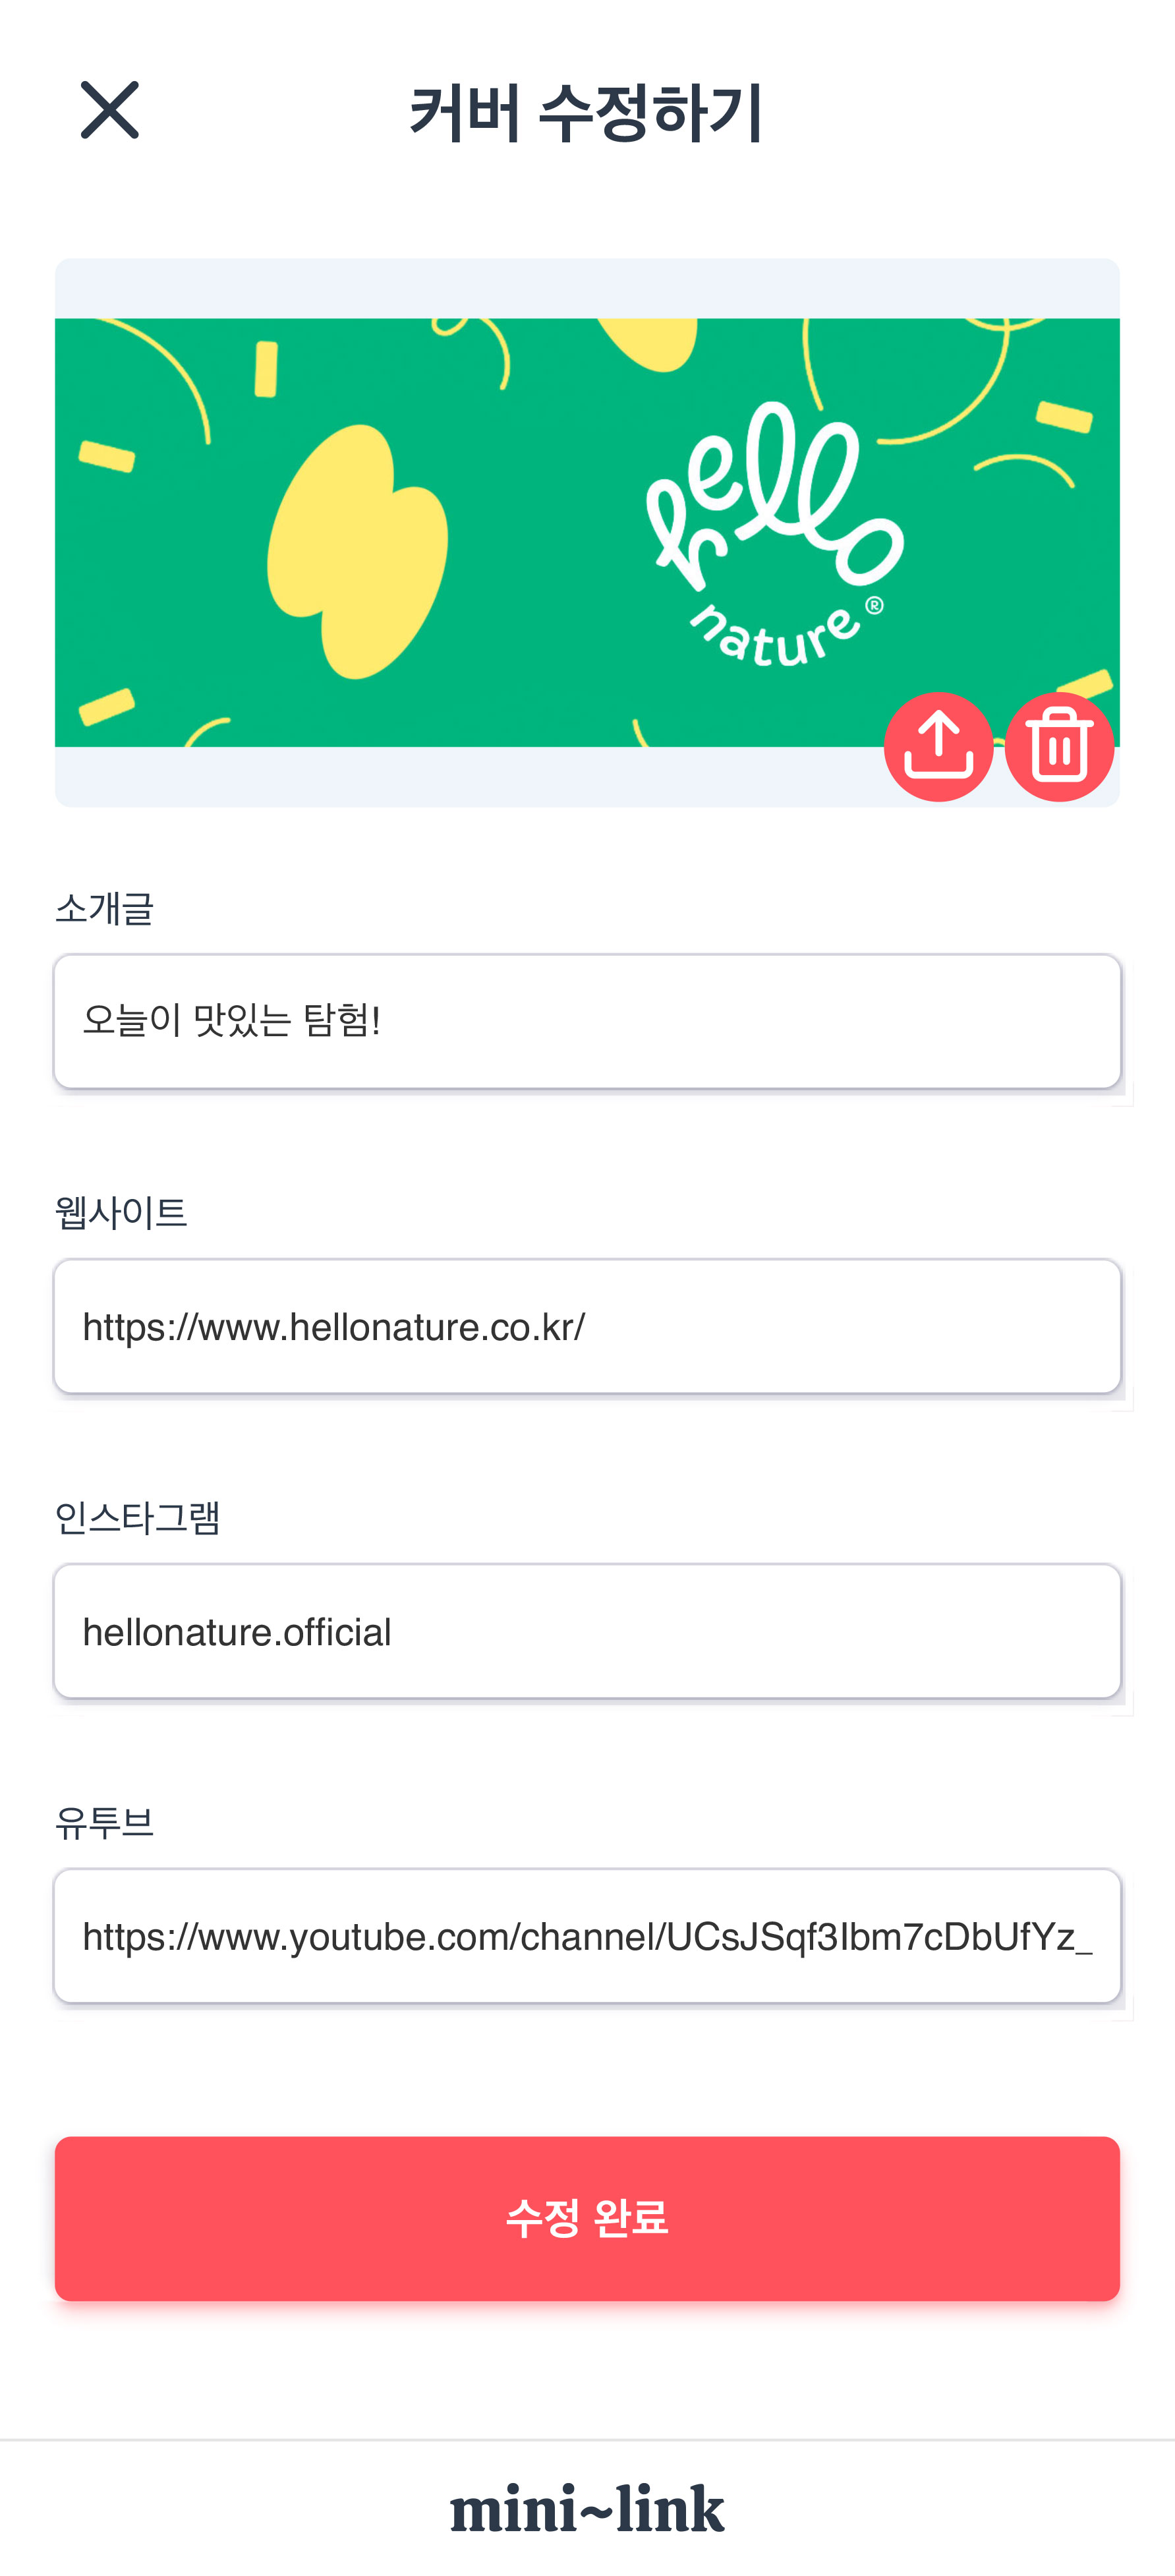 커버 수정하기
hello
nature®
소개글
오늘이 맛있는 탐험!
웹사이트
https://www.hellonature.co.kr/
인스타그램
hellonature.official
유투브
https://www.youtube.com/channel/UCsJSqf3Ibm7cDbUfYz_
수정 완료
mini~link